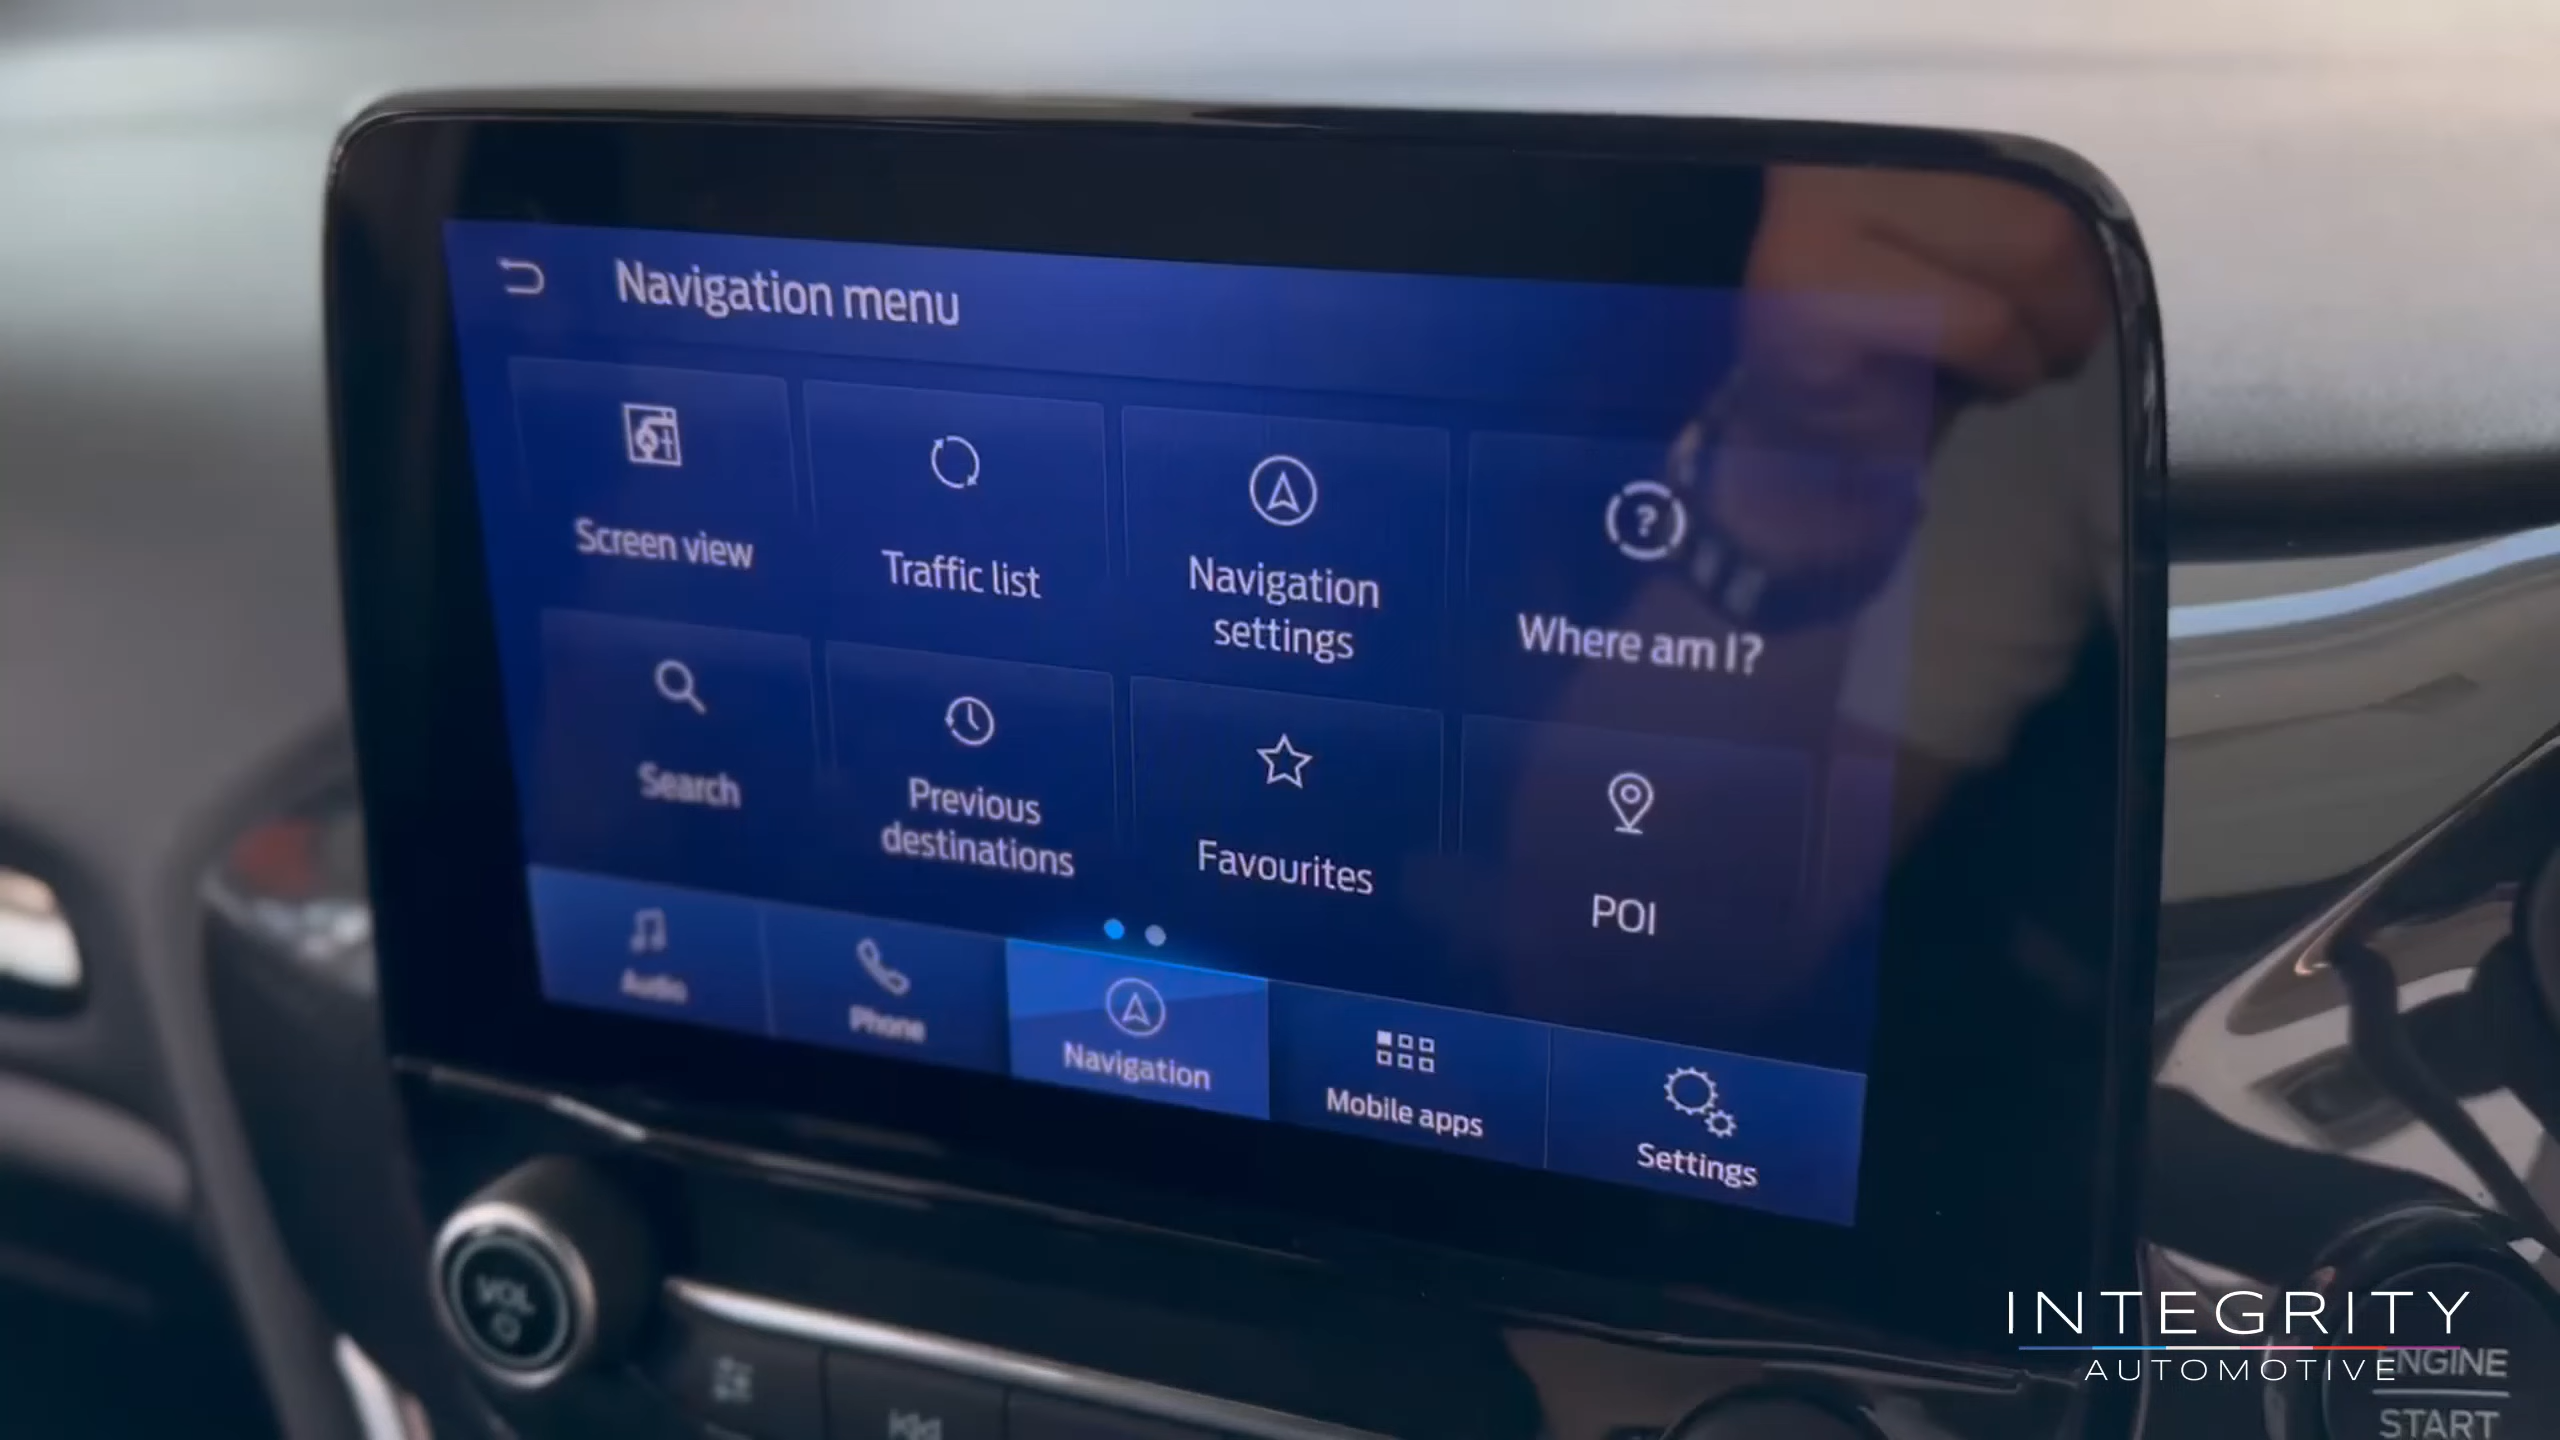 Navigation menu
Screen view
Traffic list
Navigation
settings
Where am I?
Search
Previous
destinations
Favourites
POI
Audio
Phone
Navigation
Mobile apps
Settings
VOL
INTEGRITY
AUTOMOTIVE
ENGINE
START